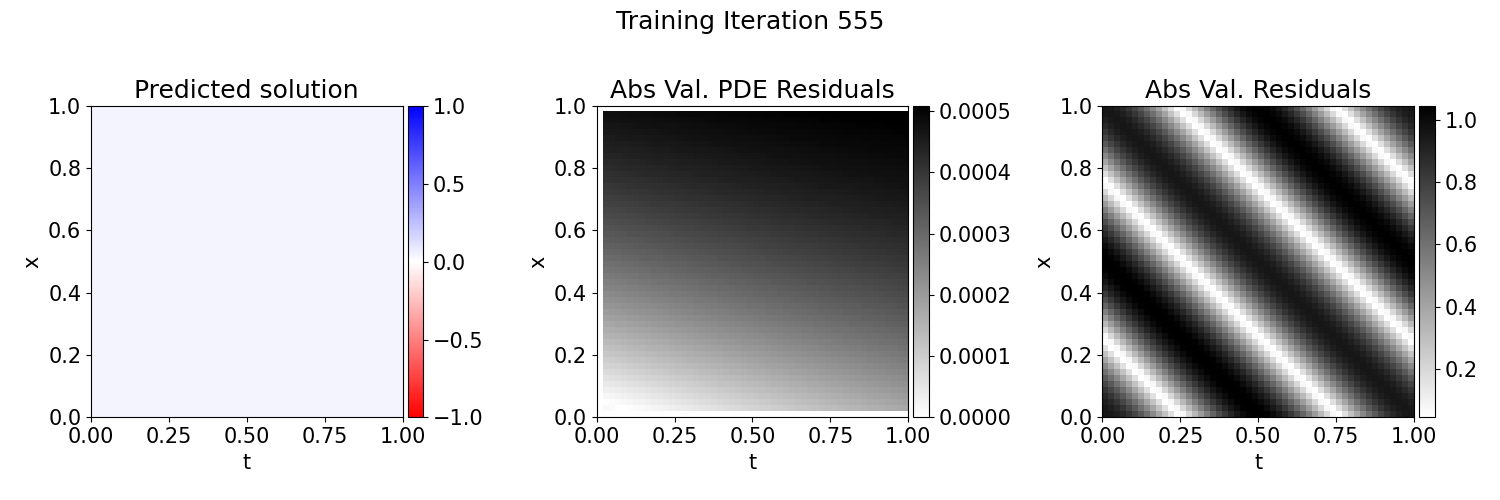 Training Iteration 555
Predicted solution
1.0
0.8
0.6
0.4
0.2
0.0
x
0.00 0.25 0.50 0.75 1.00
t
1.0
0.5
0.0
−0.5
−1.0
Abs Val. PDE Residuals
1.0
0.8
0.6
0.4
0.2
0.0
x
0.00 0.25 0.50 0.75 1.00
t
0.0005
0.0004
0.0003
0.0002
0.0001
0.0000
Abs Val. Residuals
1.0
0.8
0.6
0.4
0.2
0.0
x
0.00 0.25 0.50 0.75 1.00
t
1.0
0.8
0.6
0.4
0.2